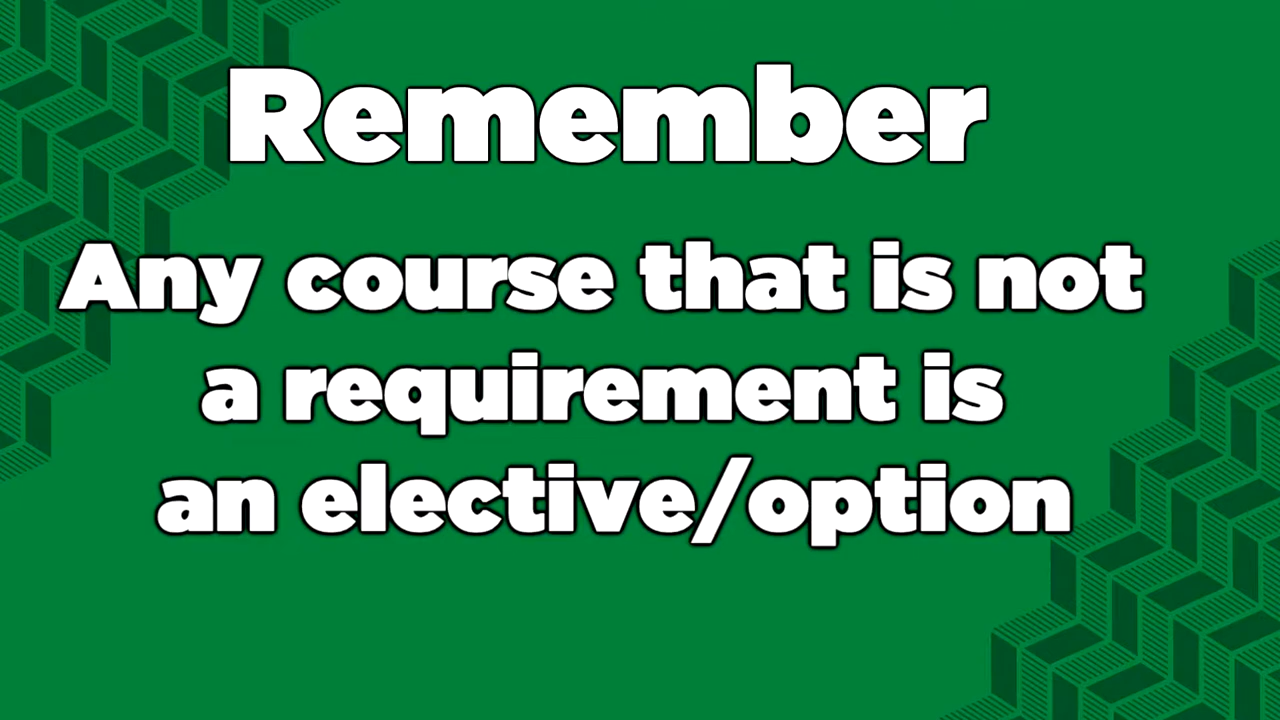 Remember
Any course that is not
a requirement is
an elective/option